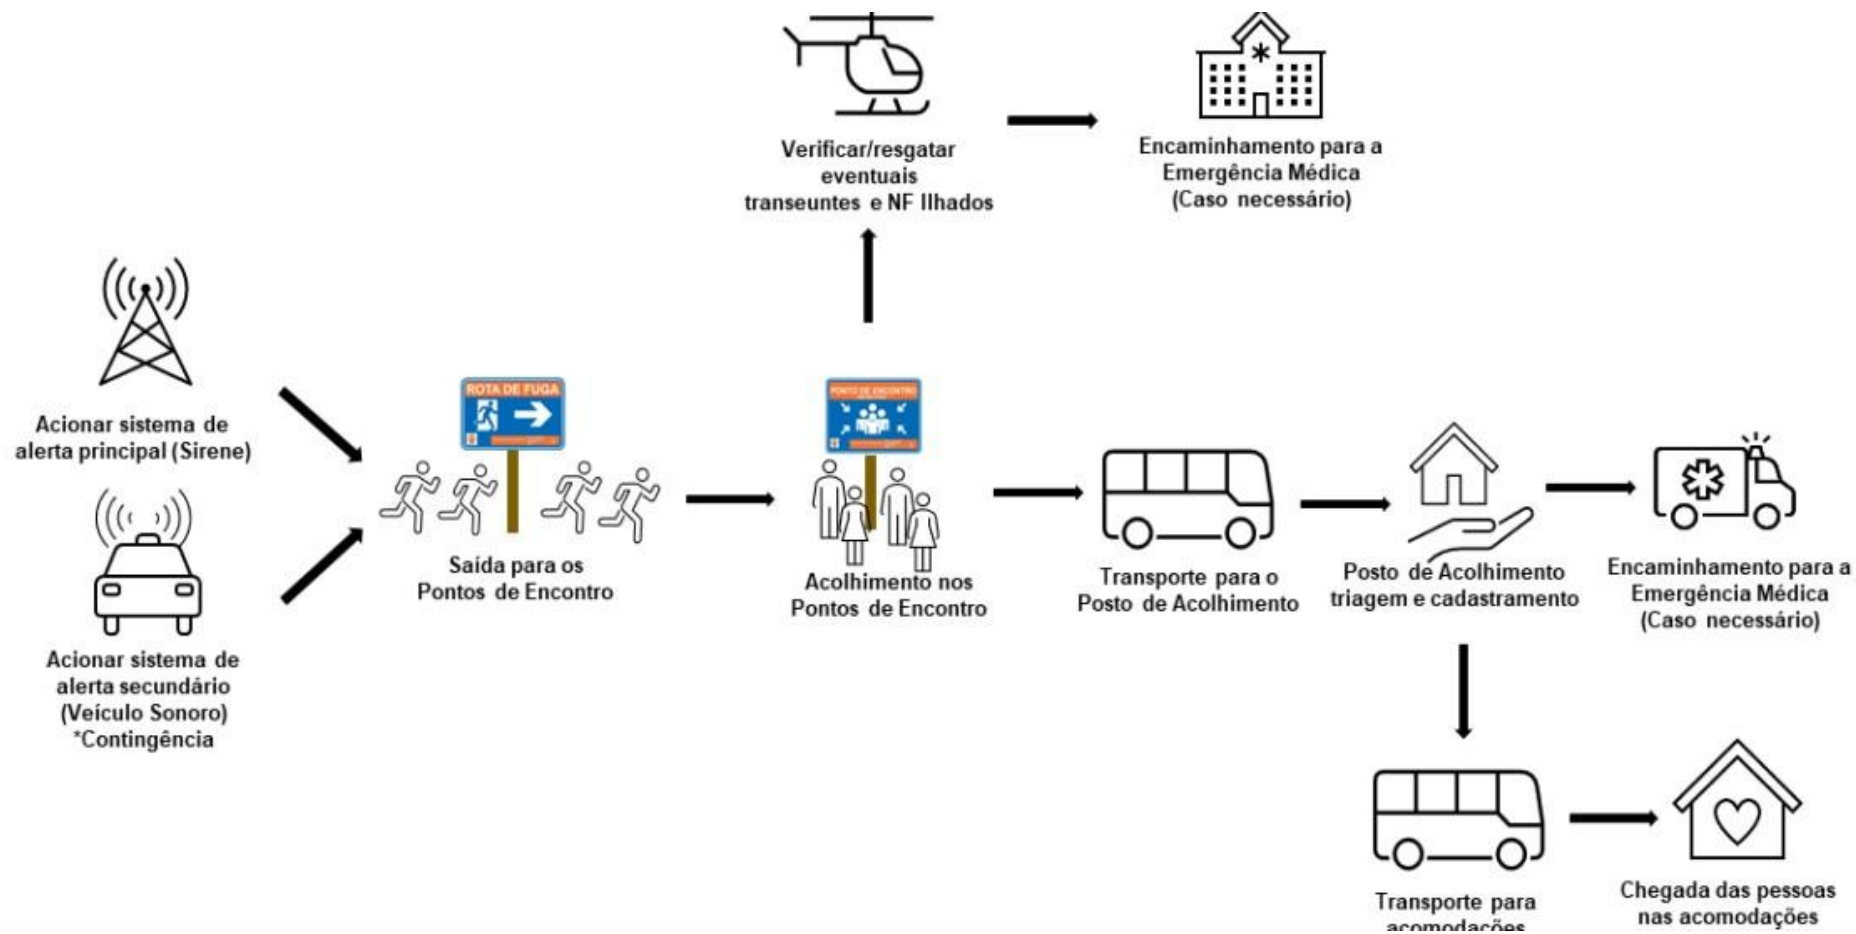 Verificar/resgatar
eventuais
transeuntes e NF Ilhados
Encaminhamento para a
Emergência Médica
(Caso necessário)
Acionar sistema de
alerta principal (Sirene)
Acionar sistema de
alerta secundário
(Veículo Sonoro)
*Contingência
ROTA DE FUGA
Saída para os
Pontos de Encontro
PONTO DE ENCONTRO
Acolhimento nos
Pontos de Encontro
Transporte para o
Posto de Acolhimento
Posto de Acolhimento
triagem e cadastramento
Encaminhamento para a
Emergência Médica
(Caso necessário)
Transporte para
acomodações
Chegada das pessoas
nas acomodações